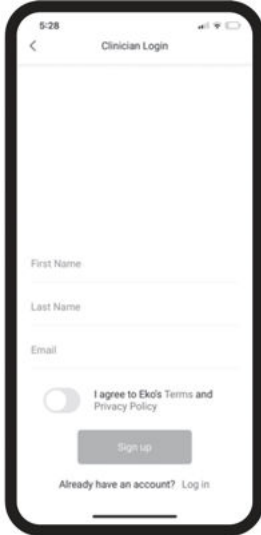 5:28
Clinician Login
First Name
Last Name
Email
I agree to Eko's Terms and
Privacy Policy
Sign up
Already have an account? Log in